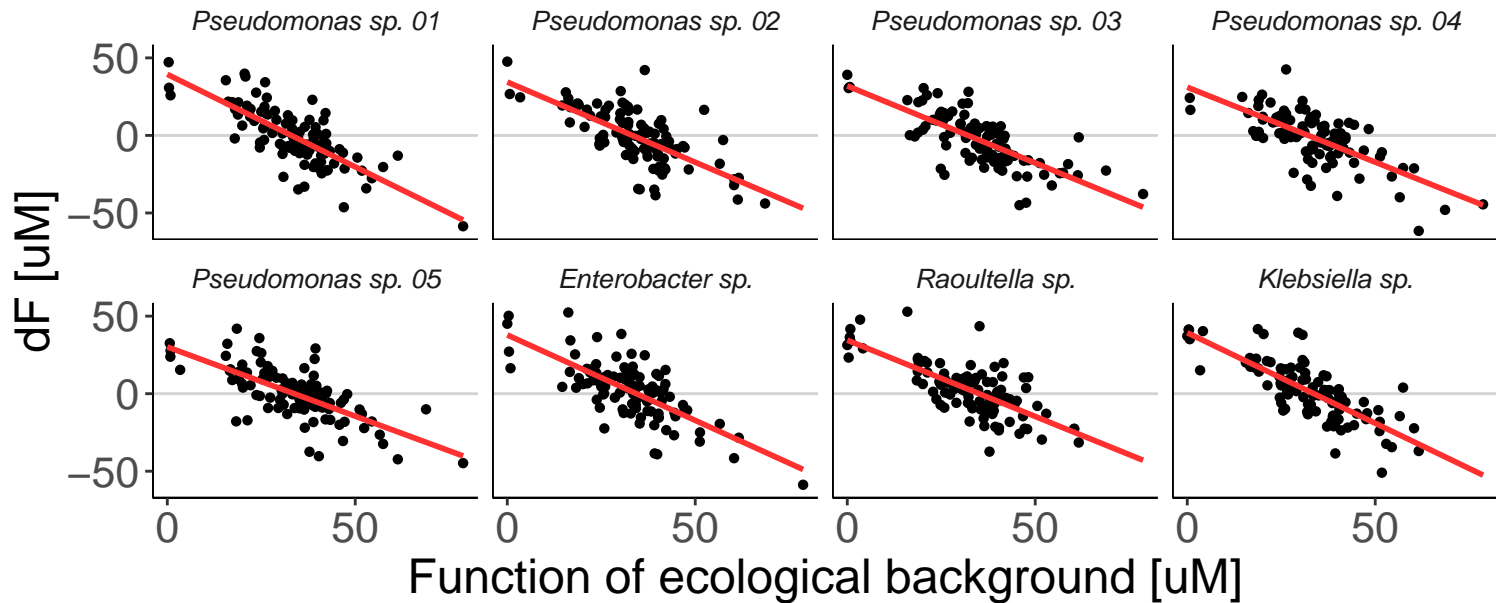 Pseudomonas sp. 01 Pseudomonas sp. 02 Pseudomonas sp. 03 Pseudomonas sp. 04
50
0
−50
Pseudomonas sp. 05 Enterobacter sp. Raoultella sp. Klebsiella sp.
50
0
−50
0 50 0 50 0 50 0 50
dF [uM]
Function of ecological background [uM]